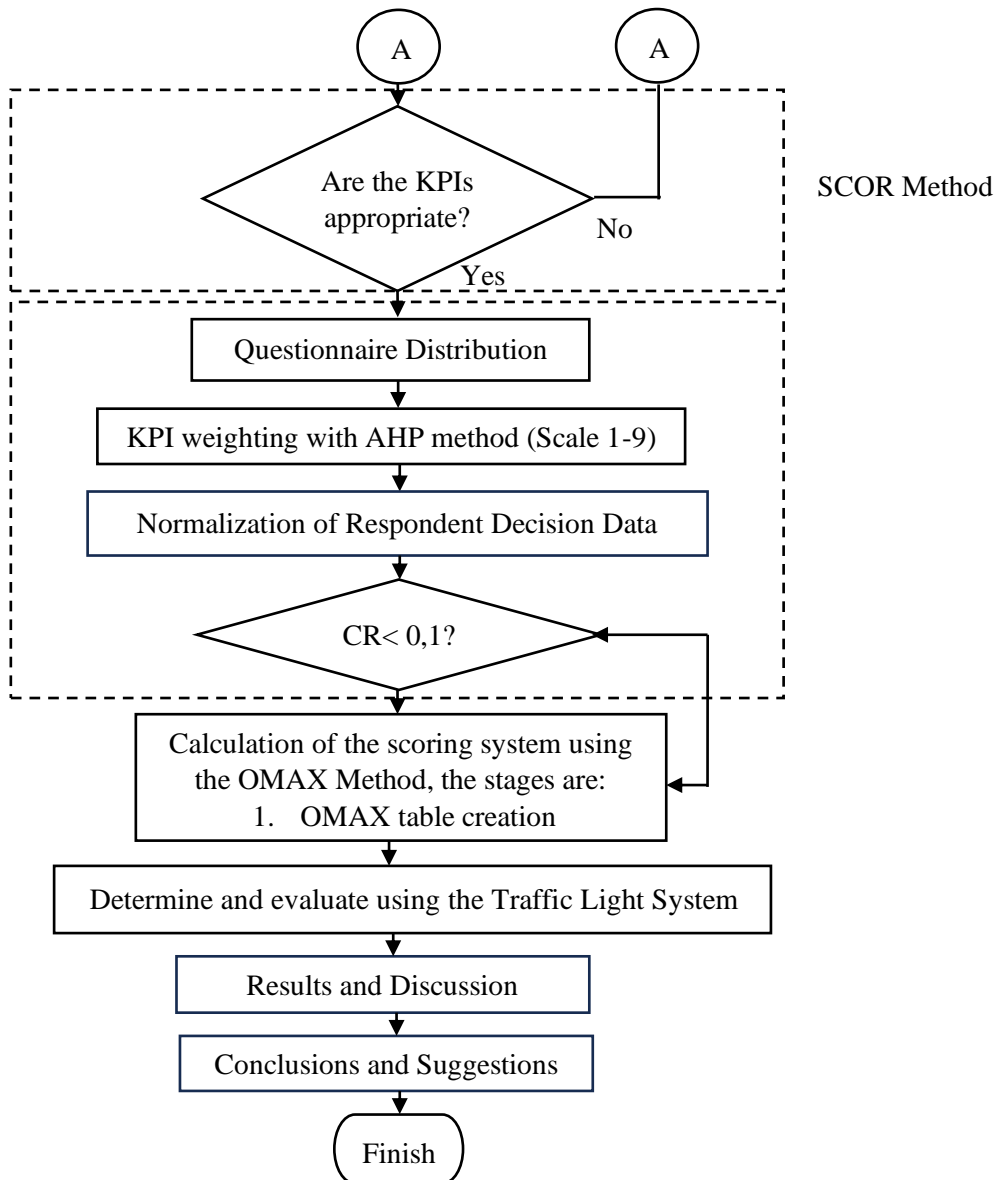 A
A
Are the KPIs
appropriate?
SCOR Method
No
Yes
Questionnaire Distribution
KPI weighting with AHP method (Scale 1-9)
Normalization of Respondent Decision Data
CR< 0,1?
Calculation of the scoring system using
the OMAX Method, the stages are:
1. OMAX table creation
Determine and evaluate using the Traffic Light System
Results and Discussion
Conclusions and Suggestions
Finish